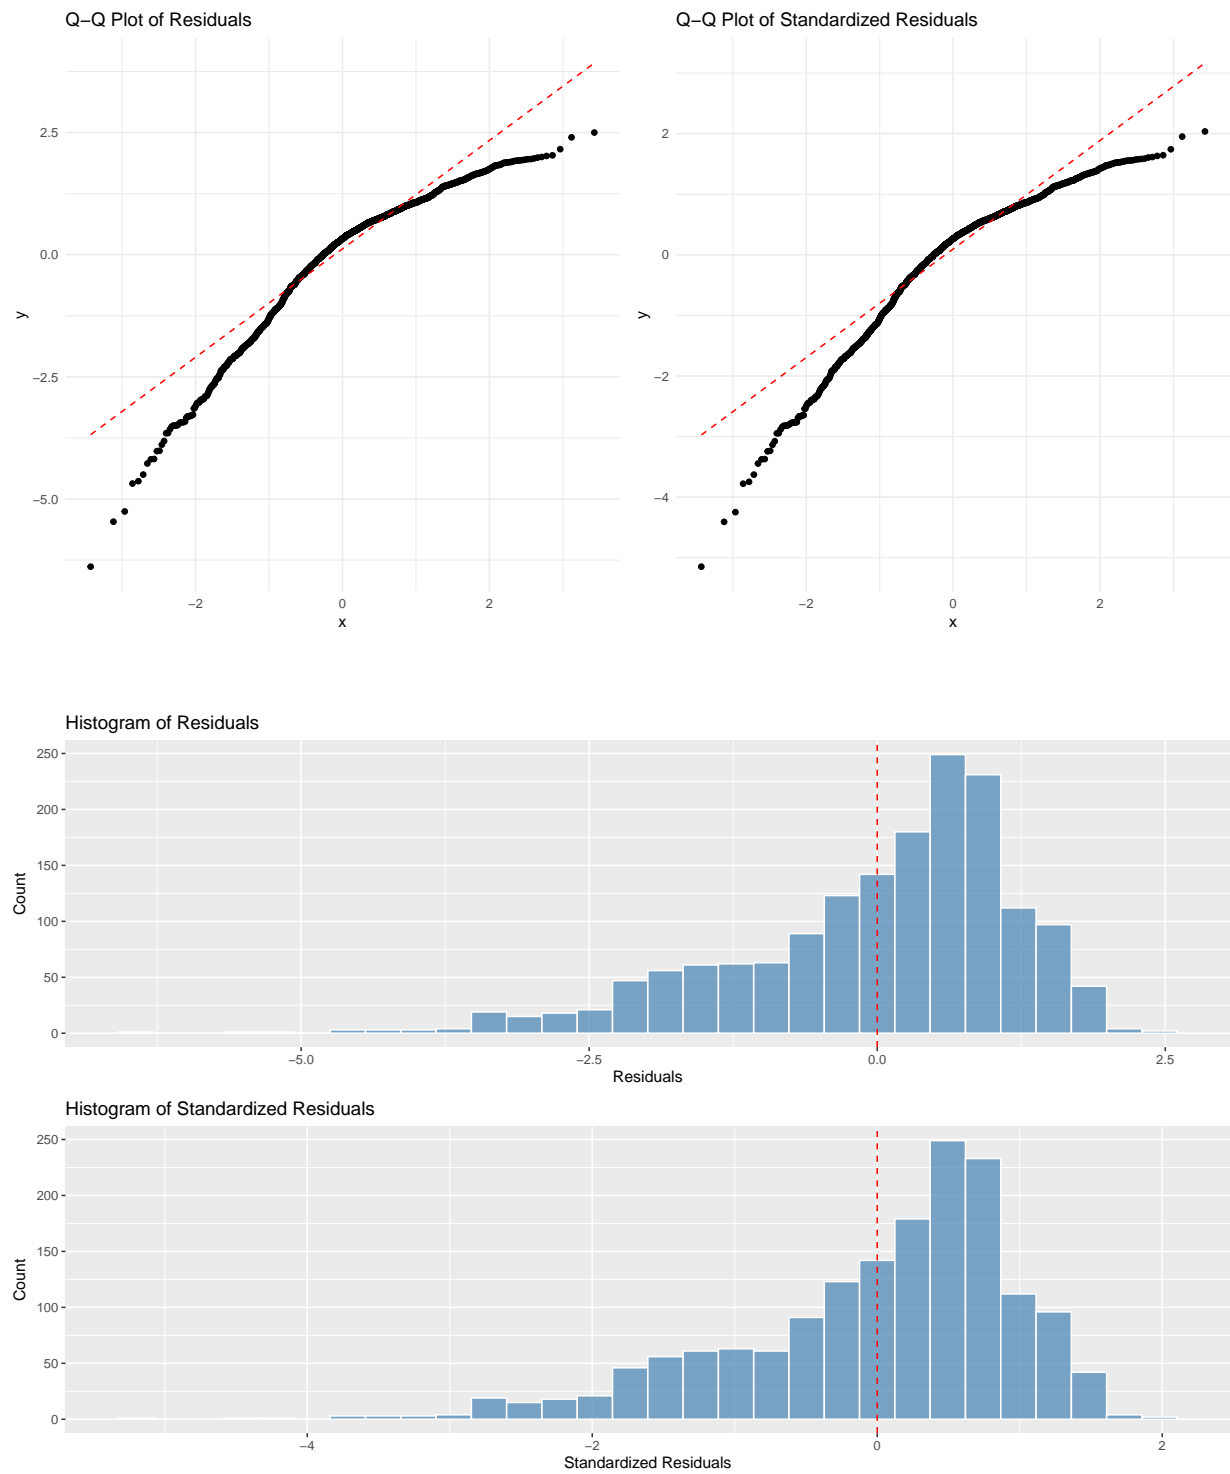 Q−Q Plot of Residuals
2.5
0.0
−2.5
−5.0
y
−2 0 2
x
Q−Q Plot of Standardized Residuals
2
0
−2
−4
y
−2 0 2
x
Histogram of Residuals
250
200
150
100
50
0
Count
−5.0 −2.5 0.0 2.5
Residuals
Histogram of Standardized Residuals
250
200
150
100
50
0
Count
−4 −2 0 2
Standardized Residuals